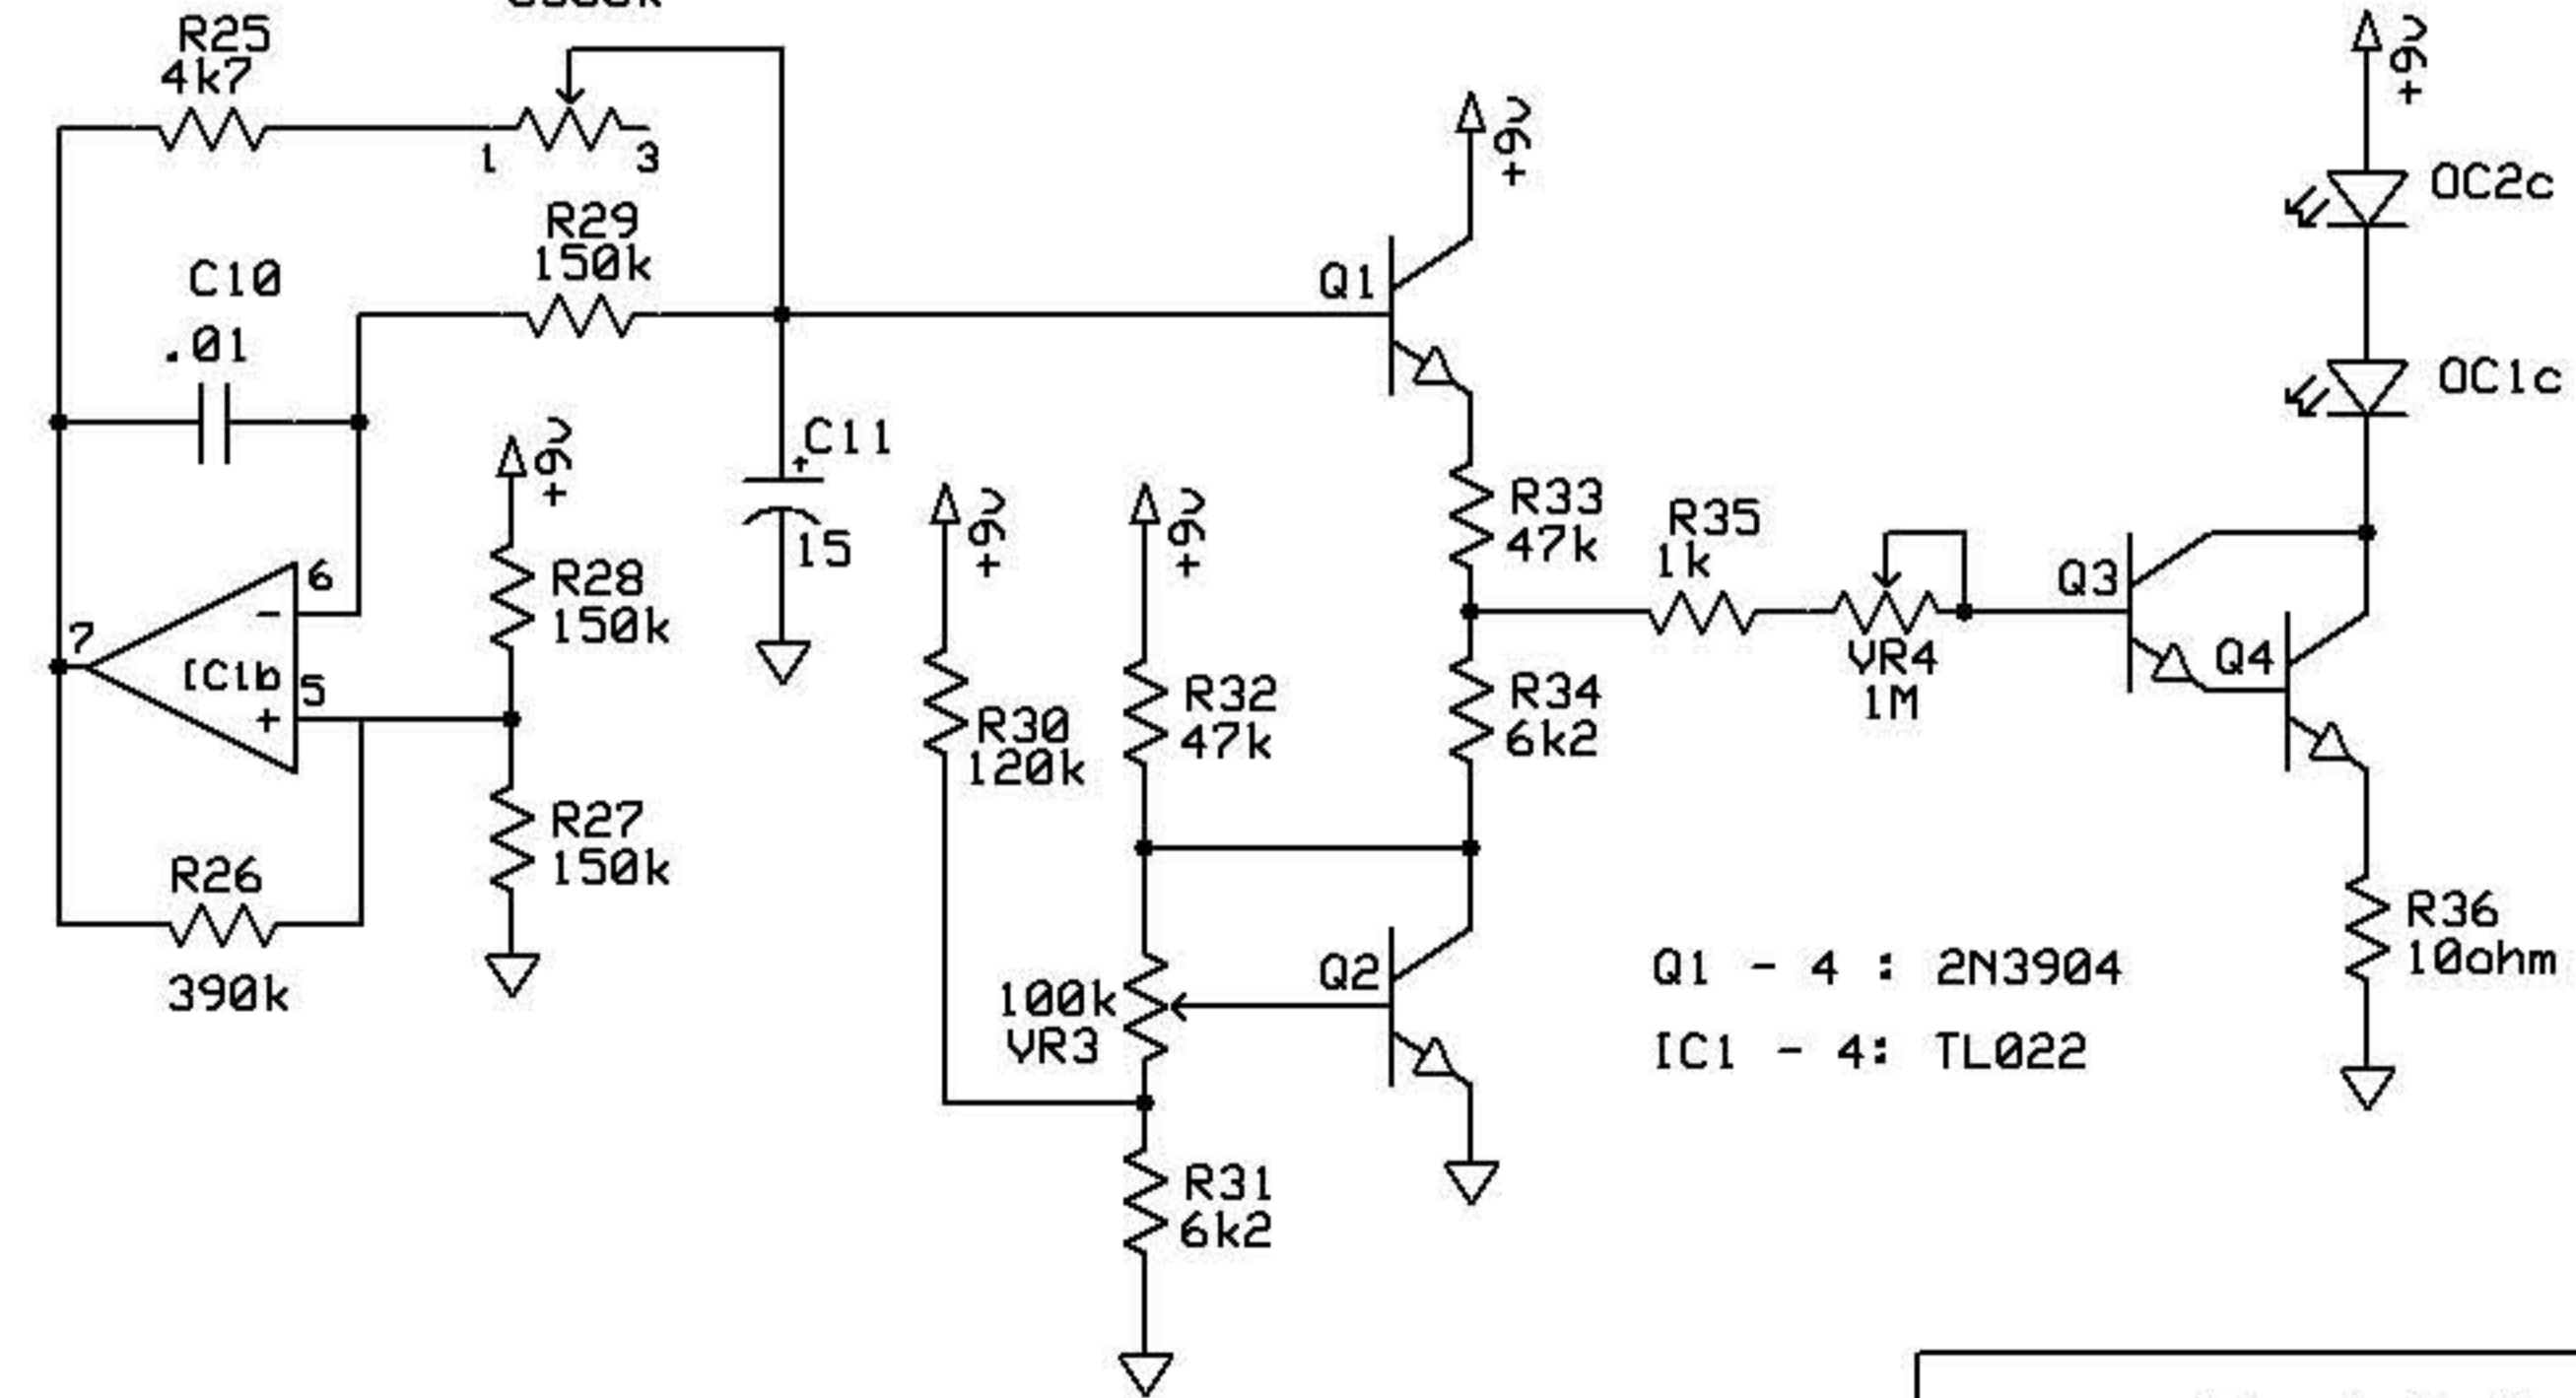 R25
4k7
1
3
R29
150k
C10
.01
+9V
Q1
+9V
+9V
OC2c
OC1c
C11
+
15
+9V
+9V
+9V
R28
150k
6
-
7
IC1b
5
+
R33
47k
R35
1k
VR4
1M
Q3
Q4
R30
120k
R32
47k
R34
6k2
R27
150k
R26
390k
100k
VR3
Q2
Q1 - 4 : 2N3904
IC1 - 4: TL022
R36
10ohm
R31
6k2